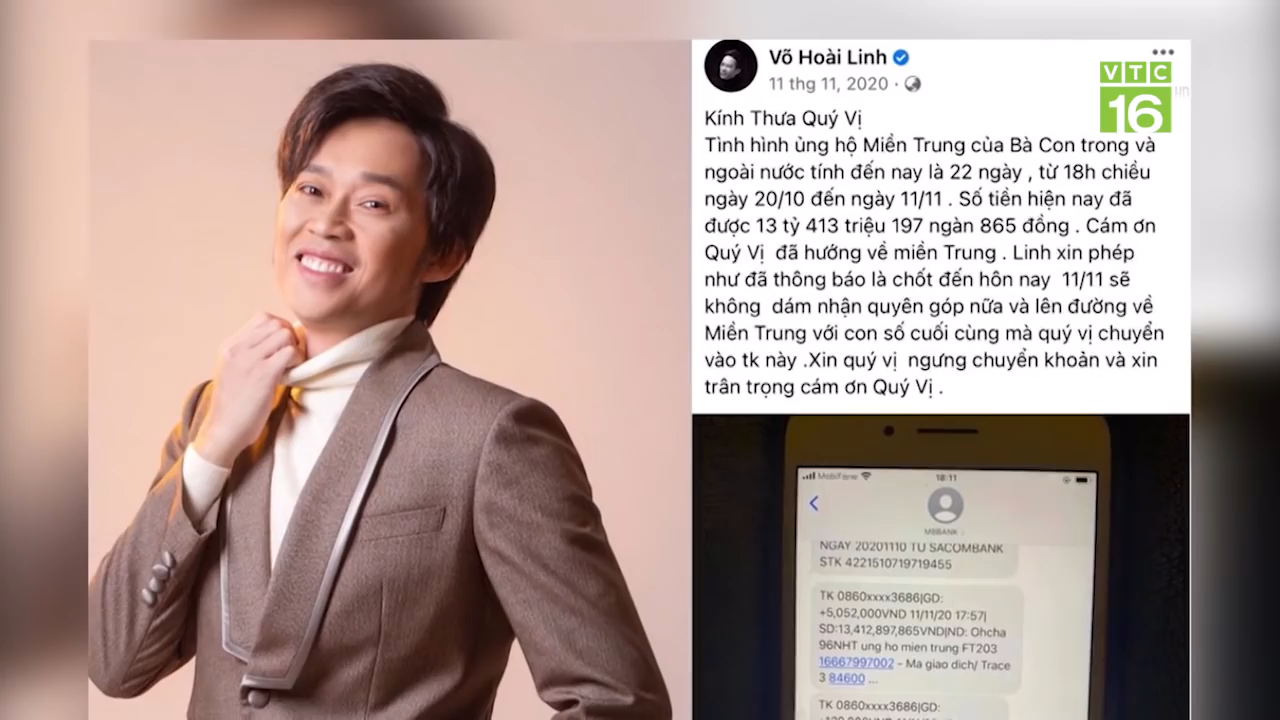 VTC
16
Võ Hoài Linh
11 thg 11, 2020 ·
Kính Thưa Quý Vị
Tình hình ủng hộ Miền Trung của Bà Con trong và
ngoài nước tính đến nay là 22 ngày , từ 18h chiều
ngày 20/10 đến ngày 11/11 . Số tiền hiện nay đã
được 13 tỷ 413 triệu 197 ngàn 865 đồng . Cám ơn
Quý Vị  đã hướng về miền Trung . Linh xin phép
như đã thông báo là chốt đến hôn nay  11/11 sẽ
không  dám nhận quyên góp nữa và lên đường về
Miền Trung với con số cuối cùng mà quý vị chuyển
vào tk này .Xin quý vị  ngưng chuyển khoản và xin
trân trọng cám ơn Quý Vị .
MobiFone
18:11
MBBANK
NGAY 20201110 TU SACOMBANK
STK 4221510719719455
TK 0860xxxx3686|GD:
+5,052,000VND 11/11/20 17:57|
SD:13,412,897,865VND|ND: Ohcha
96NHT ung ho mien trung FT203
16667997002 – Ma giao dich/ Trace
3 84600 ...
TK 0860xxxx3686|GD: